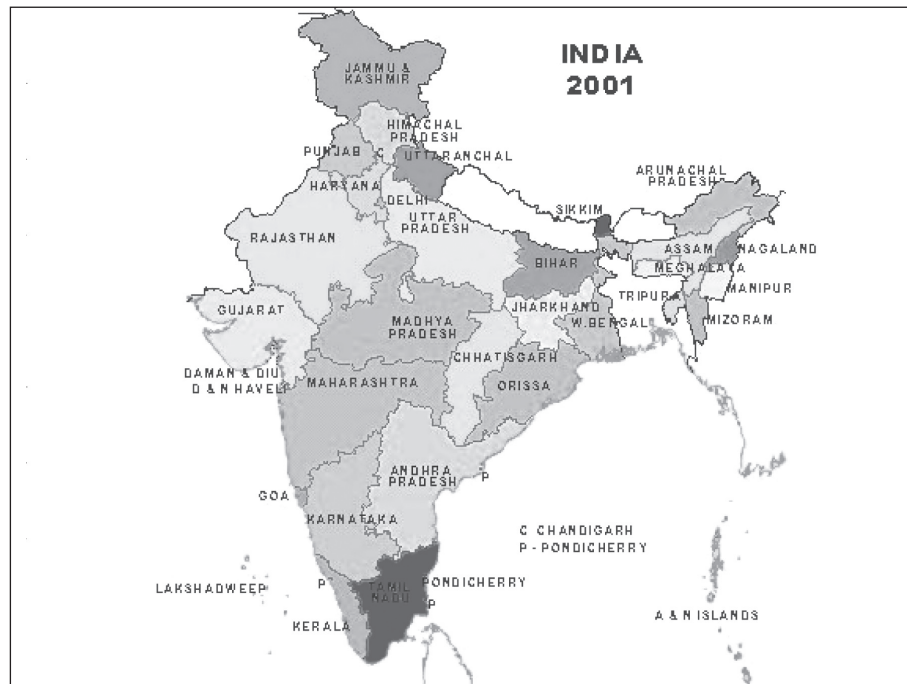 INDIA
2001
JAMMU &
KASHMIR
HIMACHAL
PRADESH
PUNJAB
C
UTTARANCHAL
ARUNACHAL
PRADESH
HARYANA
DELHI
SIKKIM
UTTAR
PRADESH
RAJASTHAN
ASSAM
NAGALAND
BIHAR
MEGHALAYA
MANIPUR
TRIPURA
GUJARAT
JHARKHAND
MADHYA
PRADESH
W.BENGAL
MIZORAM
CHHATISGARH
DAMAN & DIU
D & N HAVELI
MAHARASHTRA
ORISSA
ANDHRA
PRADESH
P
GOA
KARNATAKA
C CHANDIGARH
P - PONDICHERRY
LAKSHADWEEP
P
TAMIL
NADU
PONDICHERRY
P
A & N ISLANDS
KERALA